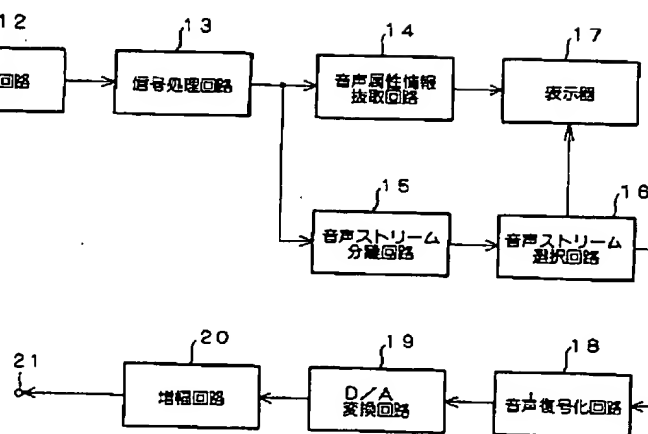 12
13
14
17
回路
信号処理回路
音声属性情報
抜取回路
表示器
15
16
音声ストリーム
分離回路
音声ストリーム
選択回路
21
20
19
18
増幅回路
D/A
変換回路
音声復号化回路